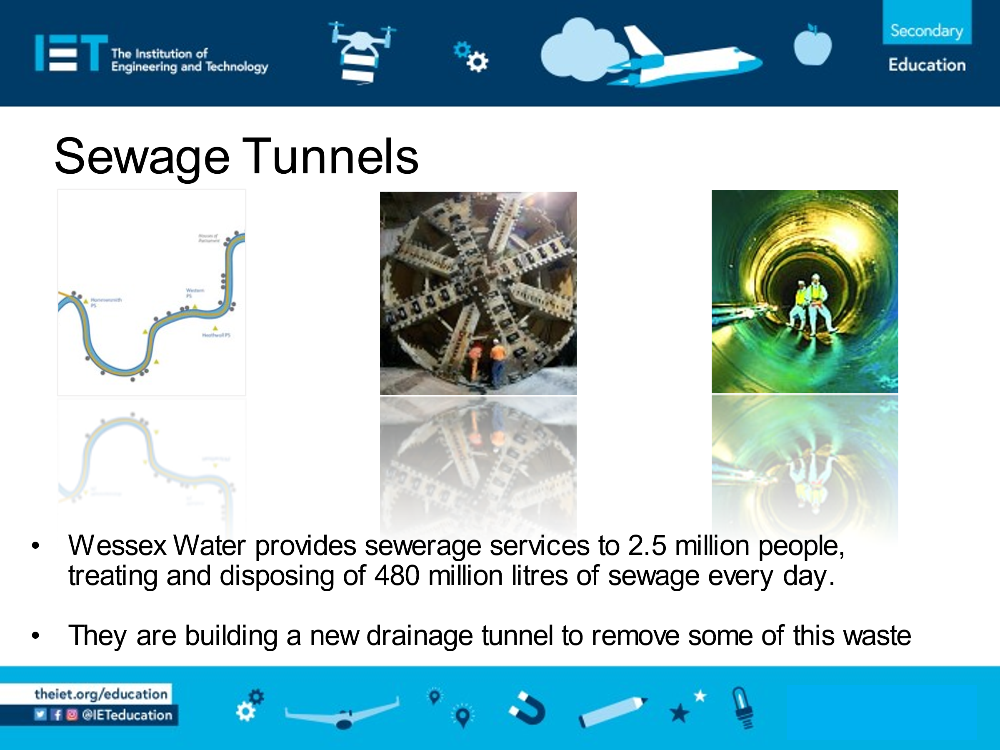 IET The Institution of
Engineering and Technology
Secondary
Education
Sewage Tunnels
Houses of
Parliament
Hammersmith
PS
Western
PS
Heathwall PS
• Wessex Water provides sewerage services to 2.5 million people,
treating and disposing of 480 million litres of sewage every day.
• They are building a new drainage tunnel to remove some of this waste
theiet.org/education
@IETeducation